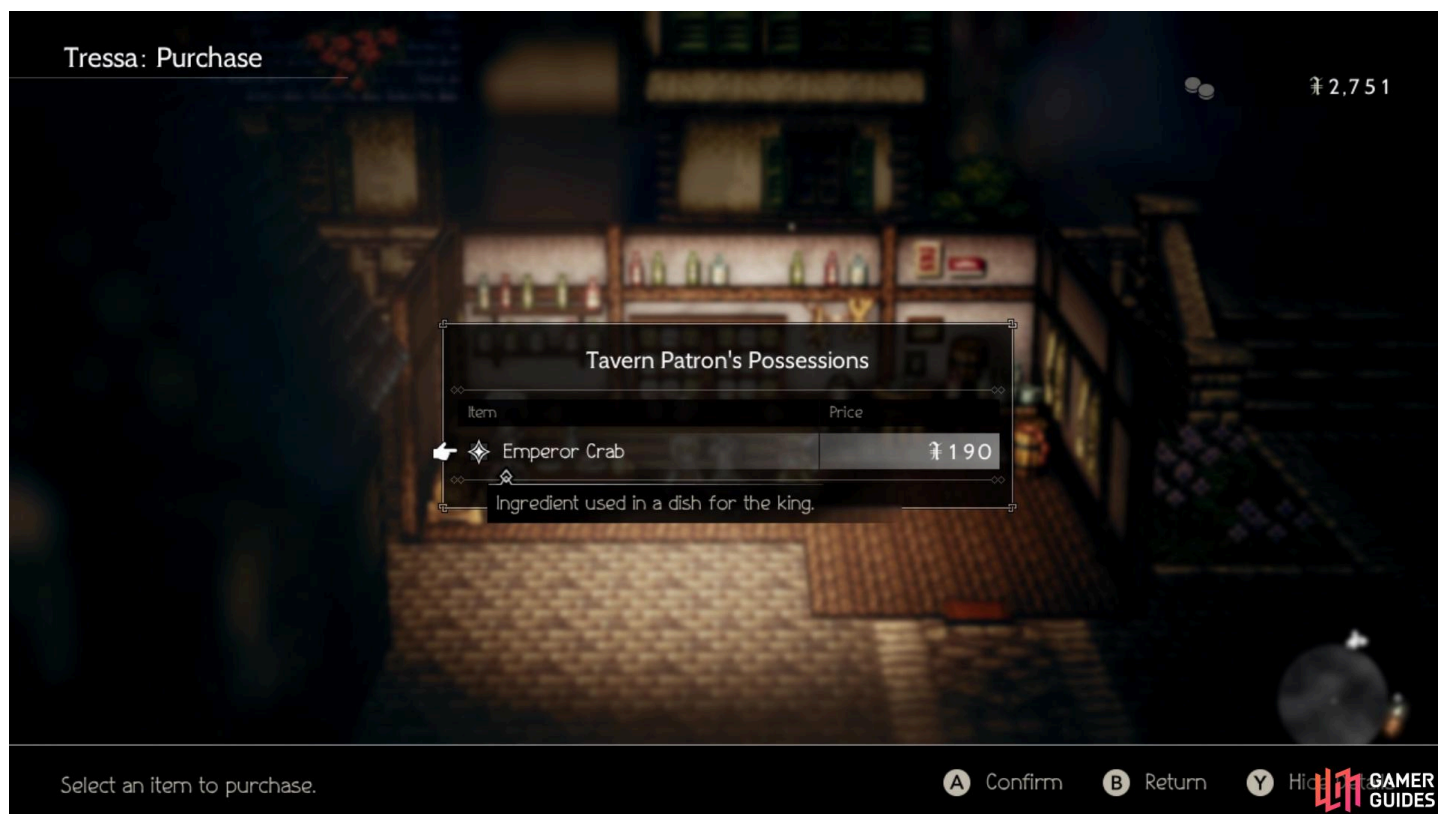 Tressa: Purchase
2,751
Tavern Patron's Possessions
Item Price
Emperor Crab 190
Ingredient used in a dish for the king.
Select an item to purchase.
A Confirm B Return Y Hide
GAMER
GUIDES